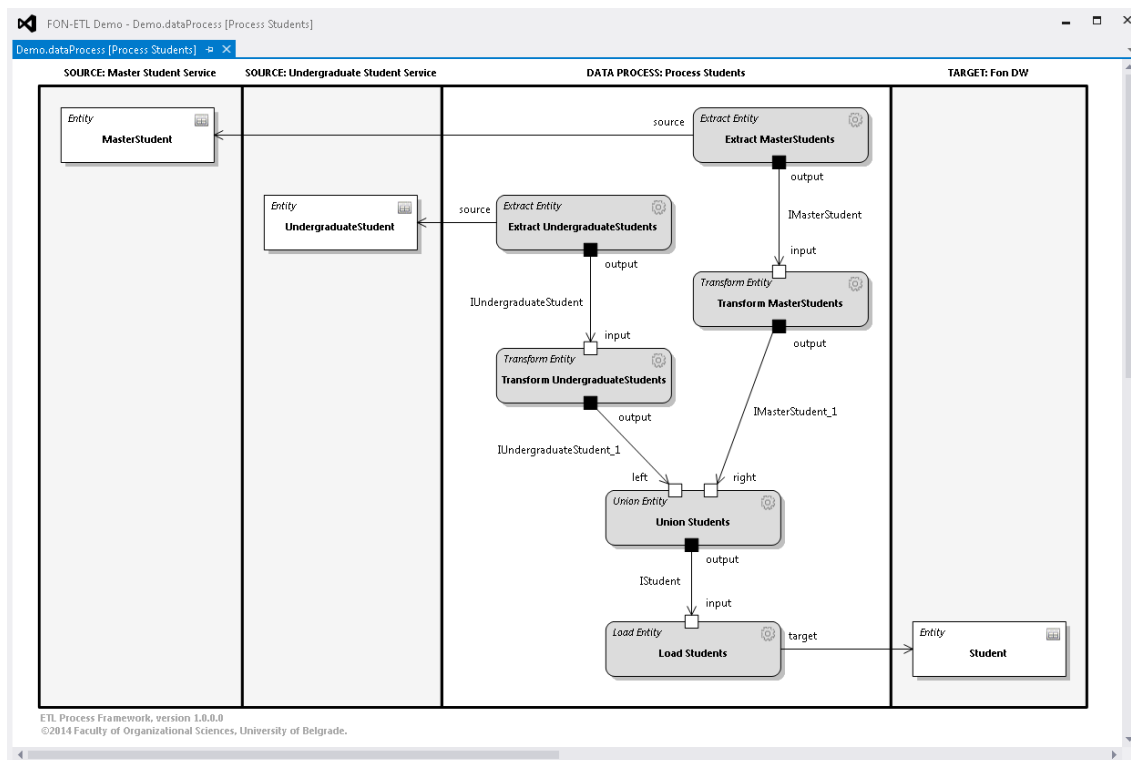 FON-ETL Demo - Demo.dataProcess [Process Students]
Demo.dataProcess [Process Students]
SOURCE: Master Student Service
SOURCE: Undergraduate Student Service
DATA PROCESS: Process Students
TARGET: Fon DW
Entity
MasterStudent
source
Extract Entity
Extract MasterStudents
output
IMasterStudent
input
Entity
UndergraduateStudent
source
Extract Entity
Extract UndergraduateStudents
output
IUndergraduateStudent
input
Transform Entity
Transform MasterStudents
output
IMasterStudent_1
Transform Entity
Transform UndergraduateStudents
output
IUndergraduateStudent_1
left
right
Union Entity
Union Students
output
IStudent
input
Load Entity
Load Students
target
Entity
Student
ETL Process Framework, version 1.0.0.0
©2014 Faculty of Organizational Sciences, University of Belgrade.